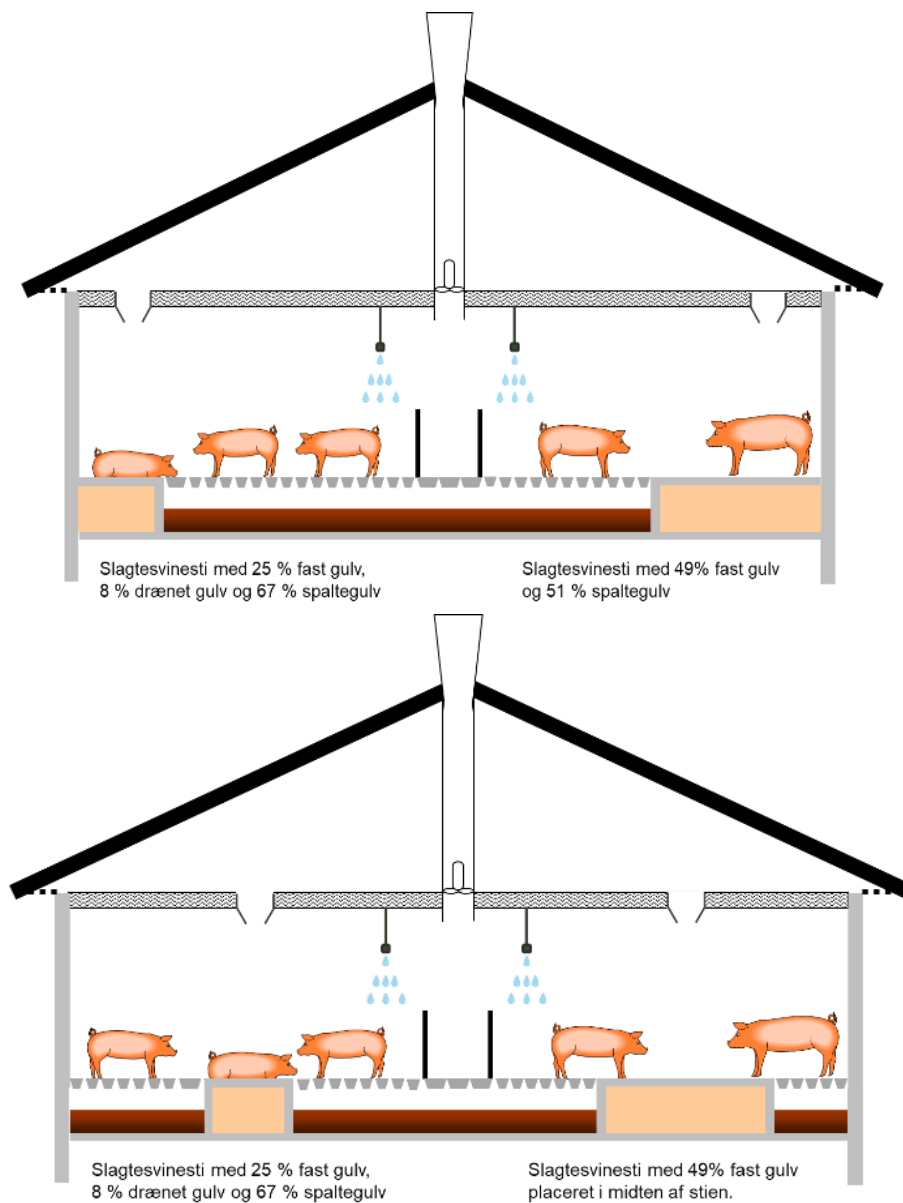 Slagtesvinesti med 25 % fast gulv,
8 % drænet gulv og 67 % spaltegulv
Slagtesvinesti med 49% fast gulv
og 51 % spaltegulv
Slagtesvinesti med 25 % fast gulv,
8 % drænet gulv og 67 % spaltegulv
Slagtesvinesti med 49% fast gulv
placeret i midten af stien.